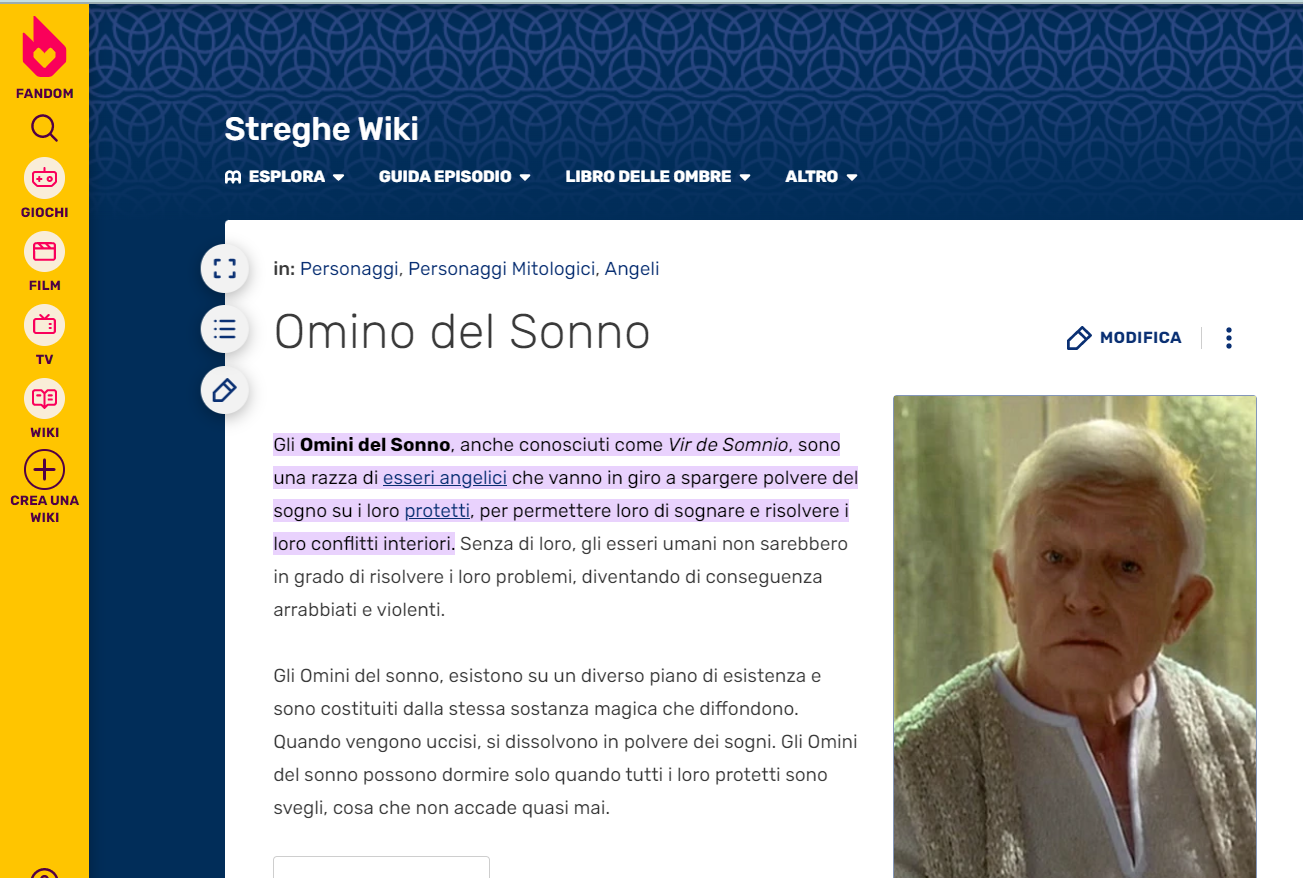 FANDOM
GIOCHI
FILM
TV
WIKI
CREA UNA
WIKI
Streghe Wiki
ESPLORA
GUIDA EPISODIO
LIBRO DELLE OMBRE
ALTRO
in: Personaggi, Personaggi Mitologici, Angeli
Omino del Sonno
MODIFICA
Gli Omini del Sonno, anche conosciuti come Vir de Somnio, sono
una razza di esseri angelici che vanno in giro a spargere polvere del
sogno su i loro protetti, per permettere loro di sognare e risolvere i
loro conflitti interiori. Senza di loro, gli esseri umani non sarebbero
in grado di risolvere i loro problemi, diventando di conseguenza
arrabbiati e violenti.
Gli Omini del sonno, esistono su un diverso piano di esistenza e
sono costituiti dalla stessa sostanza magica che diffondono.
Quando vengono uccisi, si dissolvono in polvere dei sogni. Gli Omini
del sonno possono dormire solo quando tutti i loro protetti sono
svegli, cosa che non accade quasi mai.